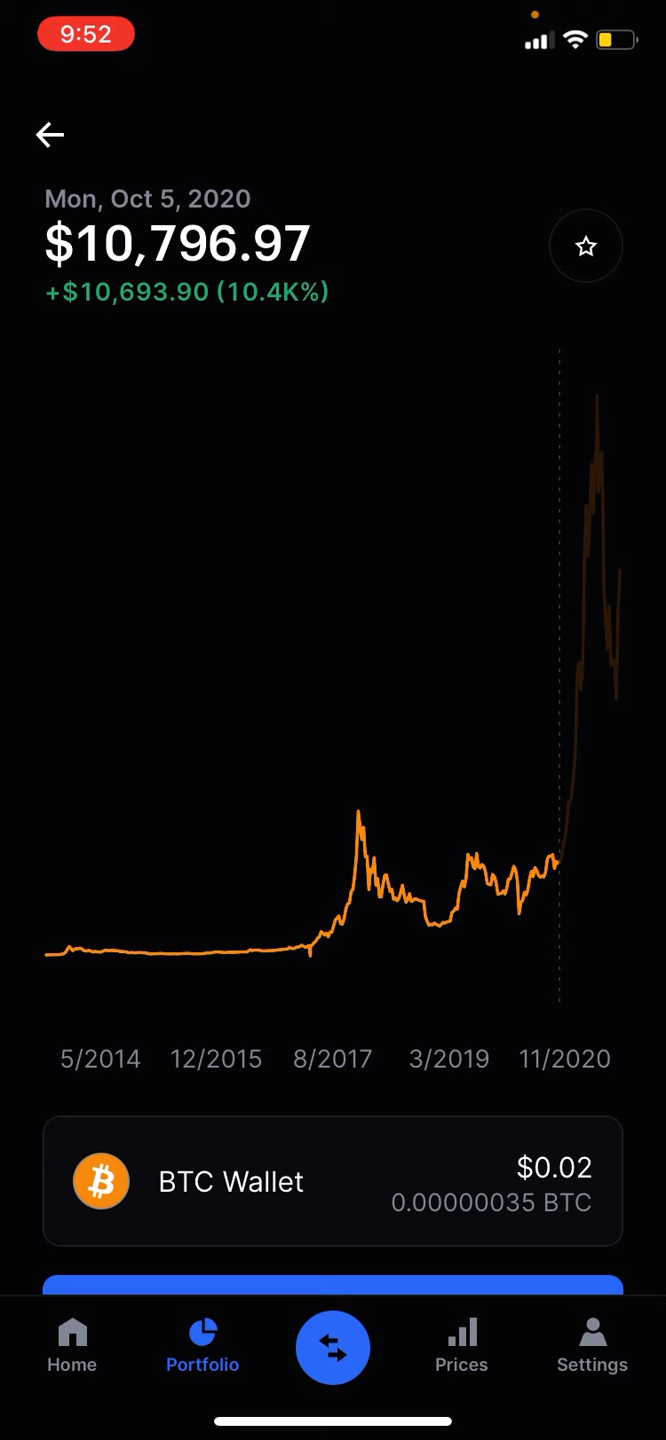 9:52
Mon, Oct 5, 2020
$10,796.97
+$10,693.90 (10.4K%)
5/2014 12/2015 8/2017 3/2019 11/2020
BTC Wallet
$0.02
0.00000035 BTC
Home Portfolio Prices Settings